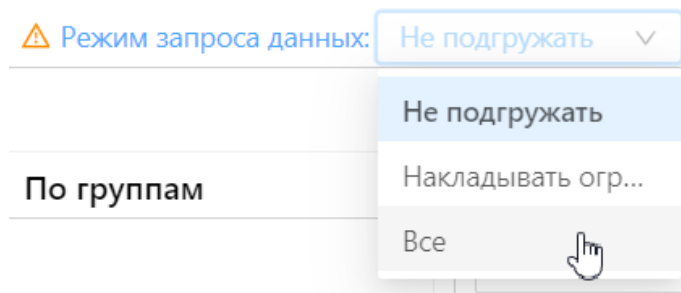 Режим запроса данных: Не подгружать
Не подгружать
Накладывать огр...
По группам
Все